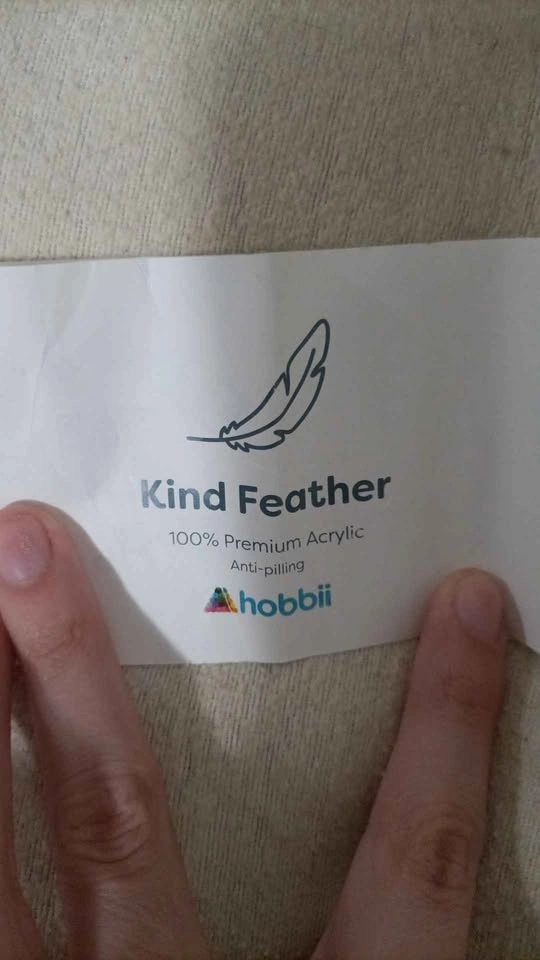 Kind Feather
100% Premium Acrylic
Anti-pilling
hobbii